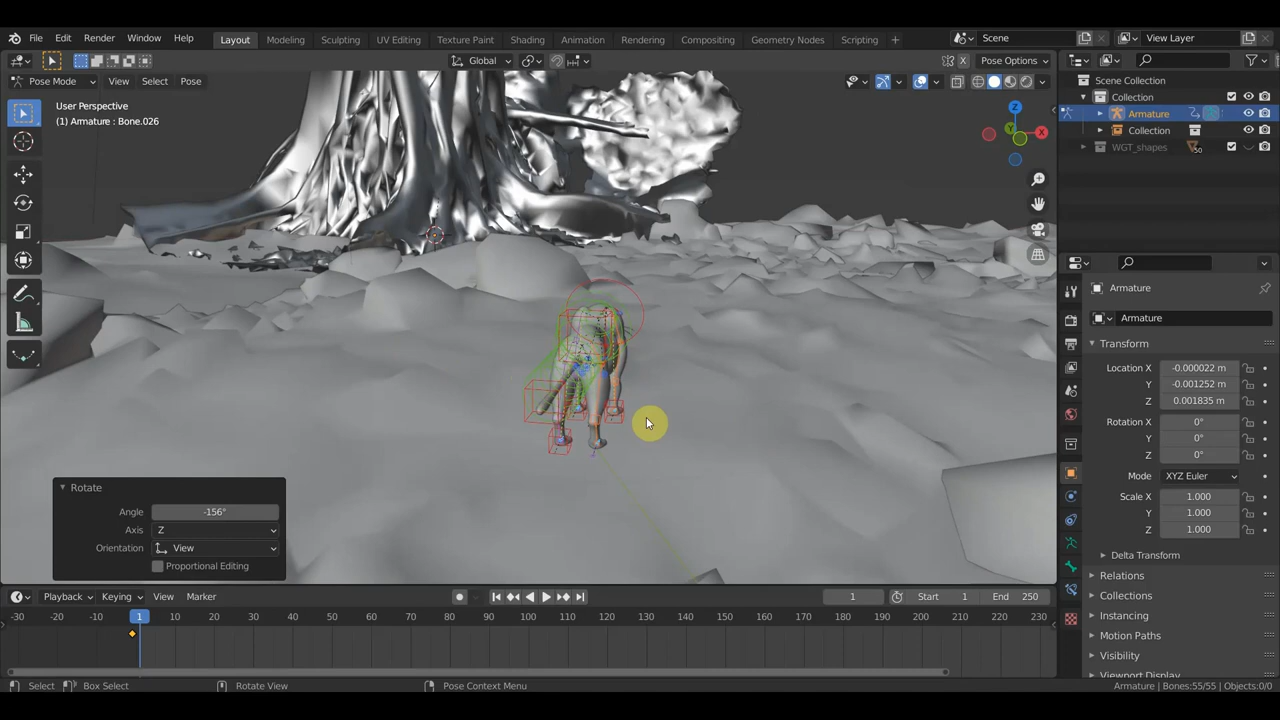 File Edit Render Window Help Layout Modeling Sculpting UV Editing Texture Paint Shading Animation Rendering Compositing Geometry Nodes Scripting + Scene View Layer
Global Pose Options
Pose Mode View Select Pose
User Perspective
(1) Armature : Bone.026
Z
X
Y
Scene Collection
Collection
Armature
Collection
WGT_shapes 50
Armature
Armature
Transform
Location X -0.000022 m
Y -0.001252 m
Z 0.001835 m
Rotation X 0°
Y 0°
Z 0°
Mode XYZ Euler
Scale X 1.000
Y 1.000
Z 1.000
Delta Transform
Relations
Collections
Instancing
Motion Paths
Visibility
Viewport Display
Rotate
Angle -156°
Axis Z
Orientation View
Proportional Editing
Playback Keying View Marker 1 Start 1 End 250
-30 -20 -10 1 10 20 30 40 50 60 70 80 90 100 110 120 130 140 150 160 170 180 190 200 210 220 230
Select Box Select Rotate View Pose Context Menu Armature | Bones:55/55 | Objects:0/0